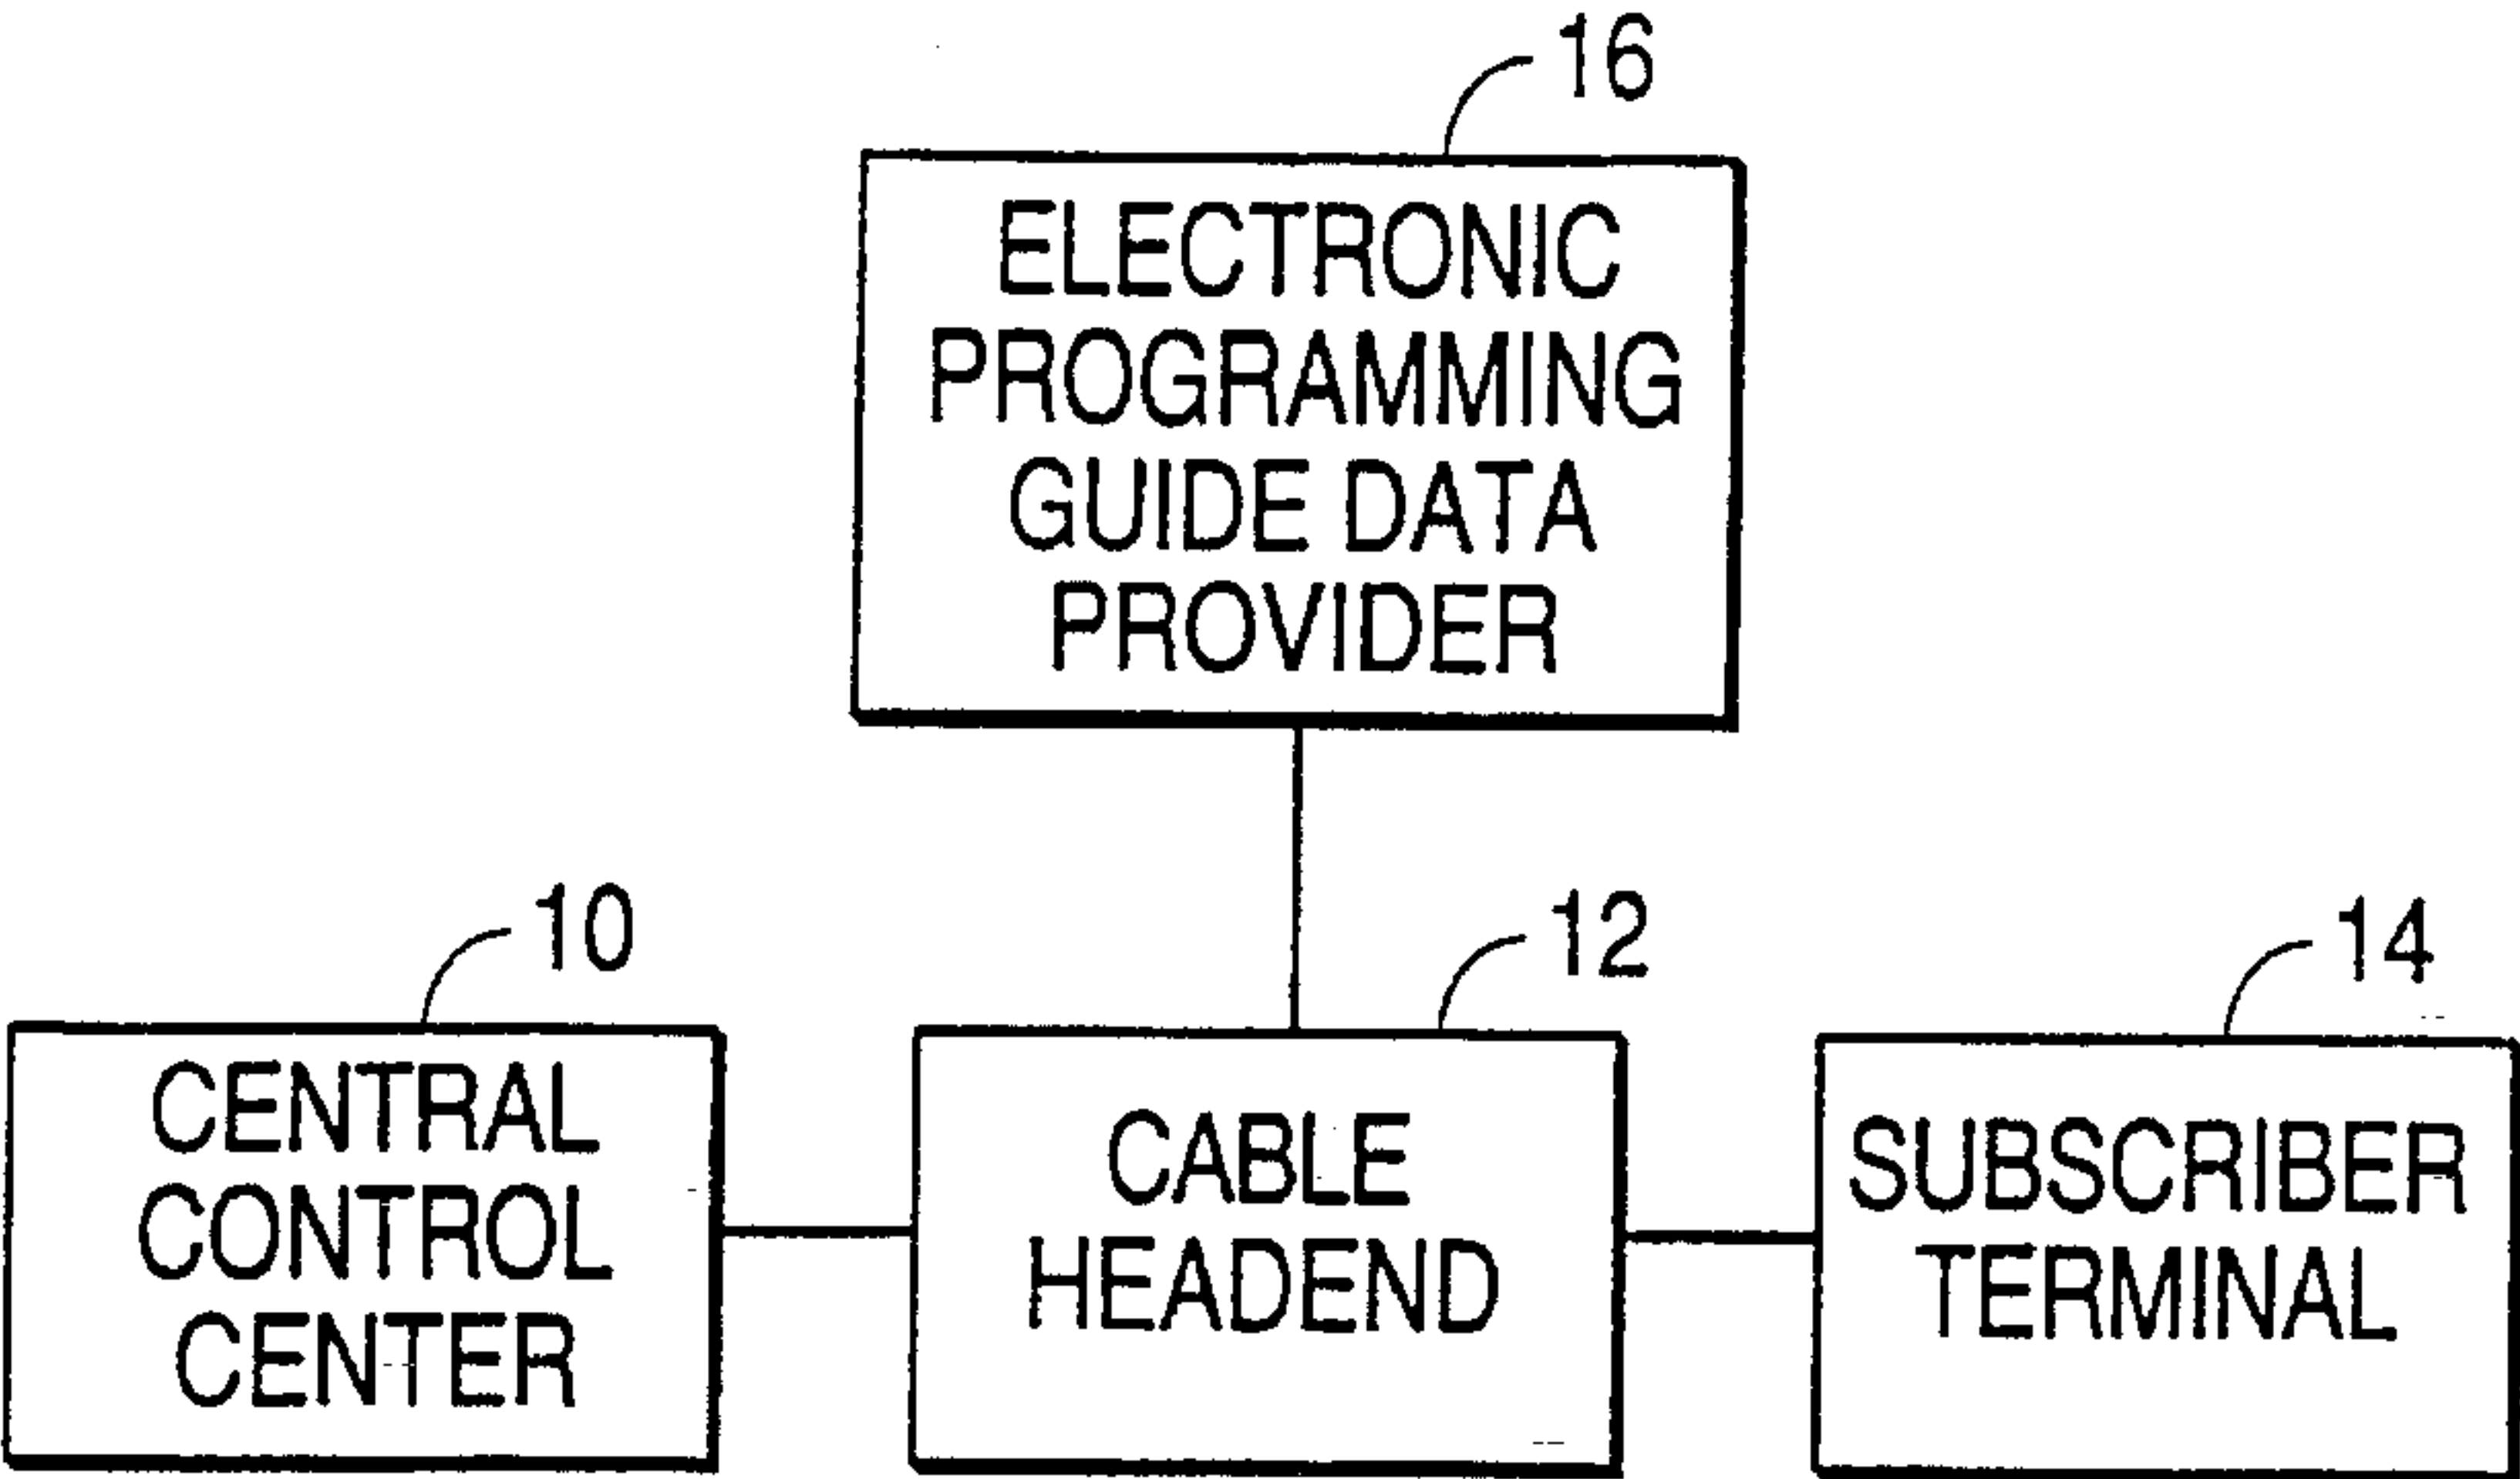 16
ELECTRONIC
PROGRAMMING
GUIDE DATA
PROVIDER
10
CENTRAL
CONTROL
CENTER
12
CABLE
HEADEND
14
SUBSCRIBER
TERMINAL